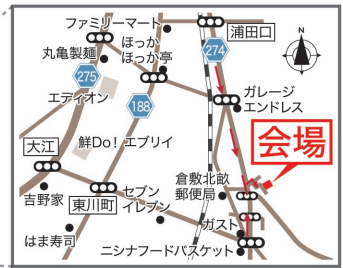 ファミリーマート
浦田口
N
丸亀製麺
ほっか
ほっか亭
274
275
エディオン
188
ガレージ
エンドレス
鮮Do！エブリイ
会場
大江
吉野家
東川町
セブン
イレブン
倉敷北畝
郵便局
ガスト
はま寿司
ニシナフードバスケット